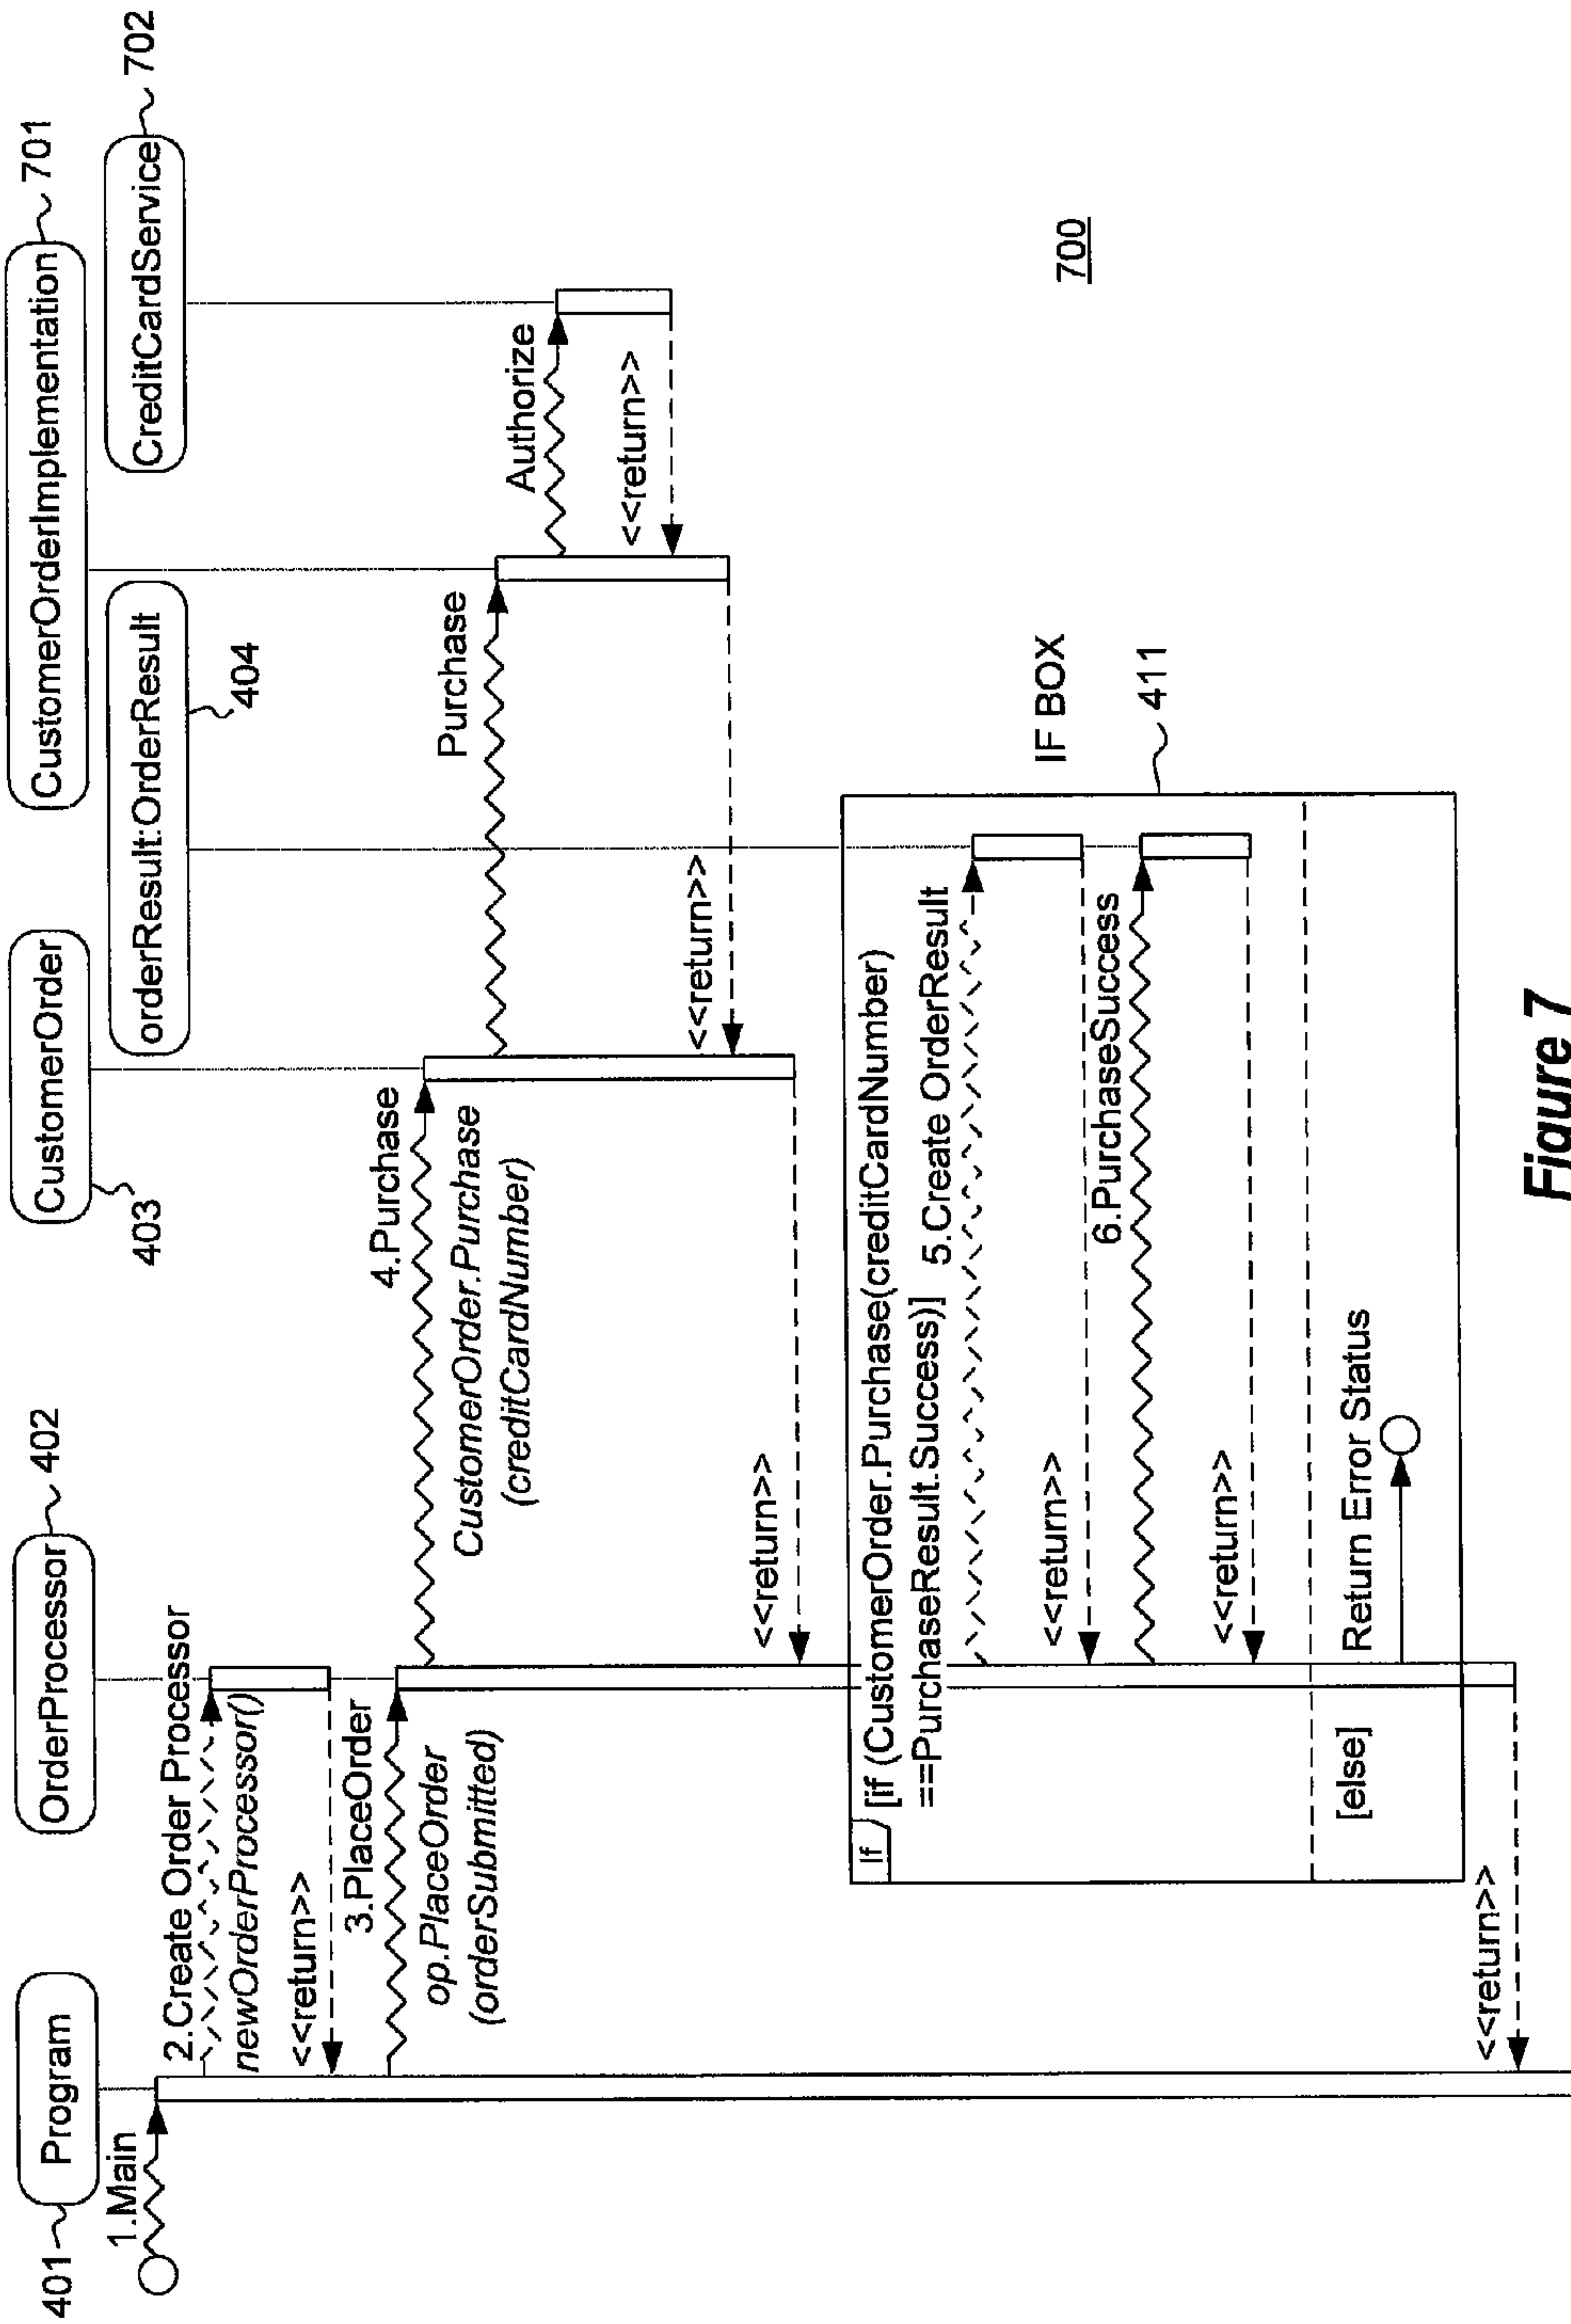 701
CustomerOrderImplementation
702
CreditCardService
CustomerOrder
403
orderResult:OrderResult
404
OrderProcessor
402
Program
401
1.Main
2.Create Order Processor
newOrderProcessor()
<<return>>
3.PlaceOrder
op.PlaceOrder
(orderSubmitted)
4.Purchase
CustomerOrder.Purchase
(creditCardNumber)
Purchase
Authorize
<<return>>
<<return>>
<<return>>
700
IF BOX
411
If
[if (CustomerOrder.Purchase(creditCardNumber)
==PurchaseResult.Success)]
5.Create OrderResult
<<return>>
6.PurchaseSuccess
<<return>>
[else]
Return Error Status
<<return>>
Figure 7